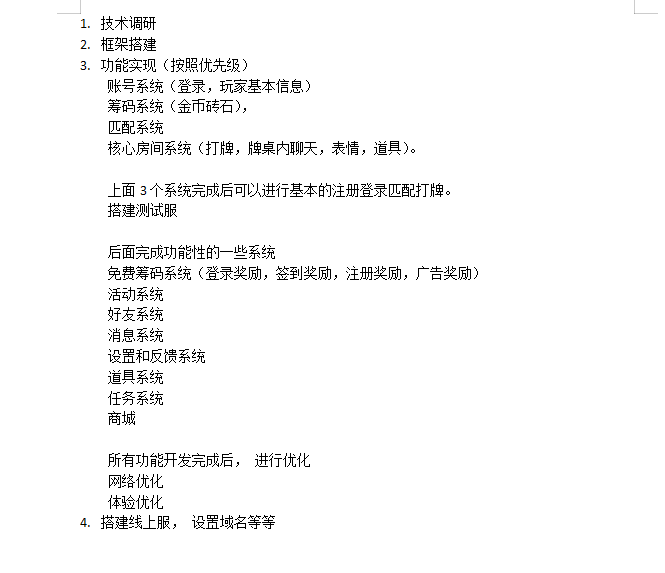 1. 技术调研
2. 框架搭建
3. 功能实现（按照优先级）
账号系统（登录，玩家基本信息）
筹码系统（金币砖石），
匹配系统
核心房间系统（打牌，牌桌内聊天，表情，道具）。
上面 3 个系统完成后可以进行基本的注册登录匹配打牌。
搭建测试服
后面完成功能性的一些系统
免费筹码系统（登录奖励，签到奖励，注册奖励，广告奖励）
活动系统
好友系统
消息系统
设置和反馈系统
道具系统
任务系统
商城
所有功能开发完成后， 进行优化
网络优化
体验优化
4. 搭建线上服， 设置域名等等